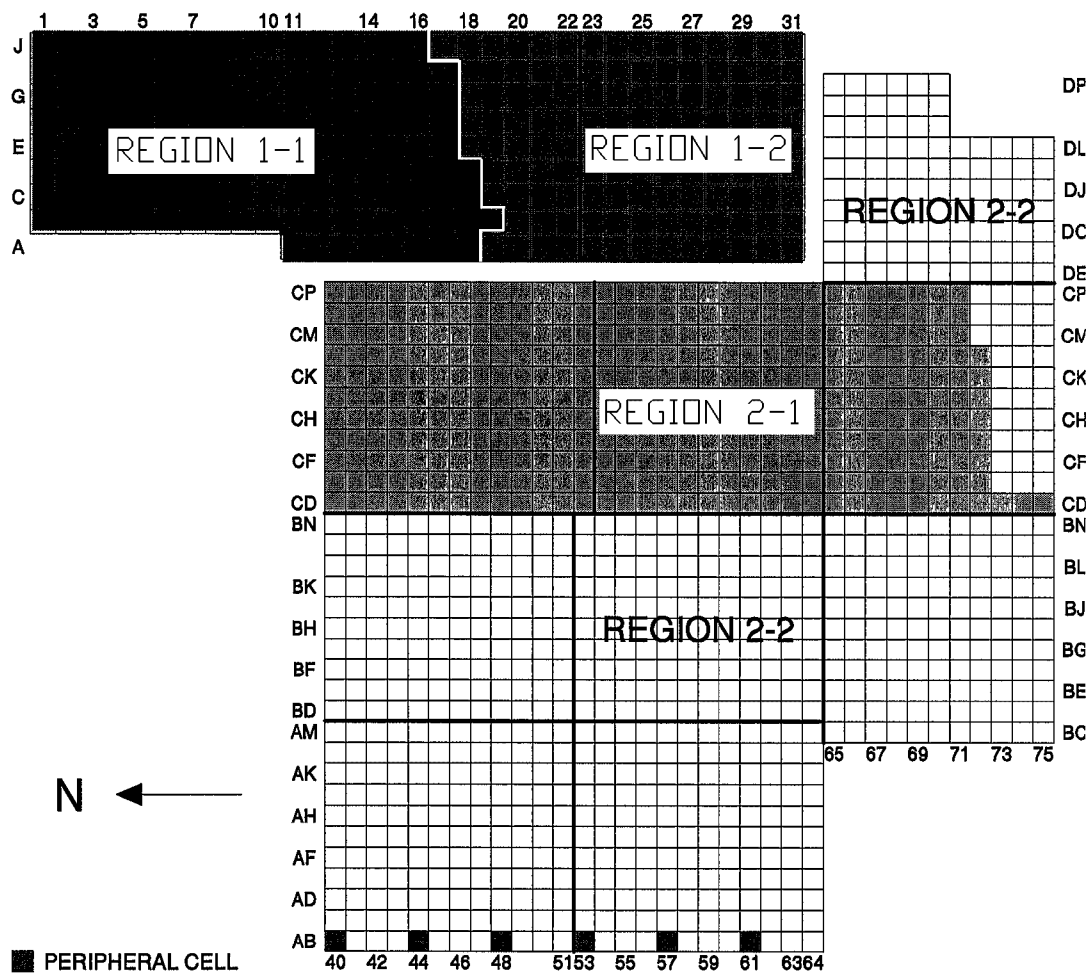 1 3 5 7 10 11 14 16 18 20 22 23 25 27 29 31
J
G
E
C
A
REGION 1-1
REGION 1-2
DP
DL
DJ
DC
DE
REGION 2-2
CP CP
CM CM
CK CK
CH CH
CF CF
CD CD
REGION 2-1
BN BN
BK BL
BH BJ
BF BG
BD BE
AM BC
REGION 2-2
65 67 69 71 73 75
AK
N
AH
AF
AD
AB
PERIPHERAL CELL
40 42 44 46 48 51 53 55 57 59 61 63 64